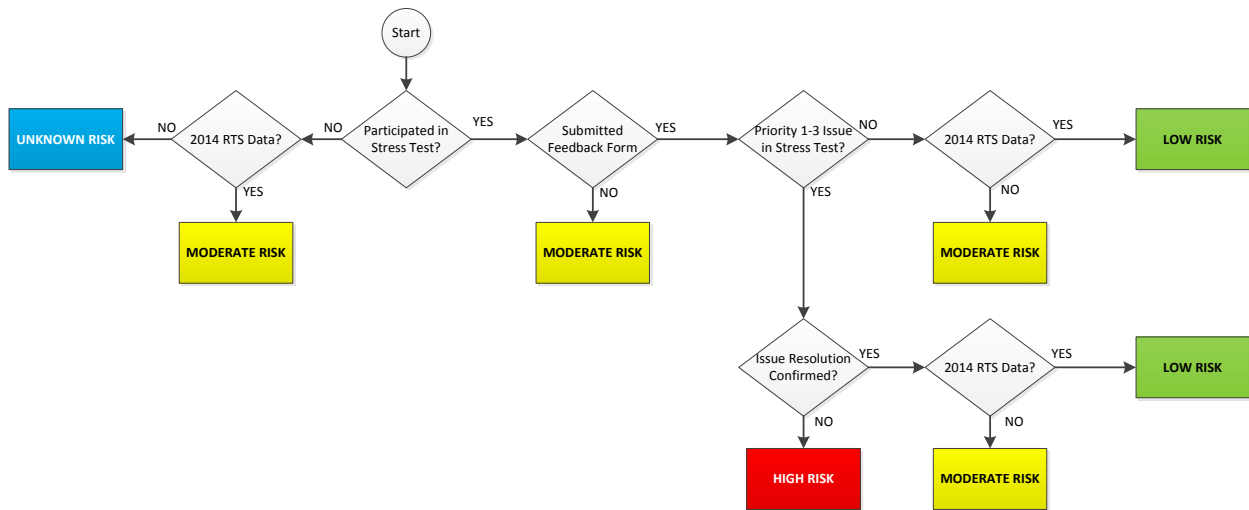 Start
UNKNOWN RISK
NO
2014 RTS Data?
NO
Participated in
Stress Test?
YES
Submitted
Feedback Form
YES
Priority 1-3 Issue
in Stress Test?
NO
2014 RTS Data?
YES
LOW RISK
YES
NO
YES
NO
MODERATE RISK
MODERATE RISK
MODERATE RISK
Issue Resolution
Confirmed?
YES
2014 RTS Data?
YES
LOW RISK
NO
NO
HIGH RISK
MODERATE RISK